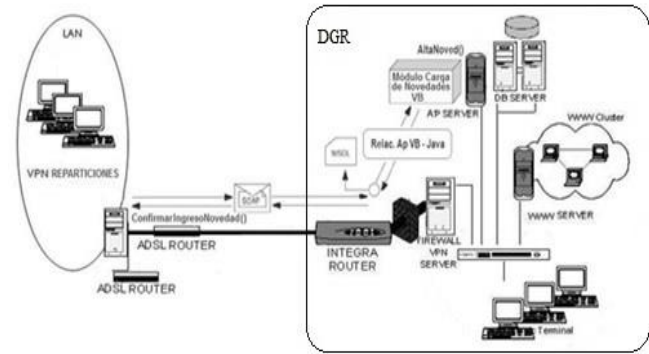 LAN
VPN REPARTICIONES
ConfirmarIngresoNovedad()
ADSL ROUTER
ADSL ROUTER
SOAP
DGR
AltaNoved()
Módulo Carga
de Novedades
VB
AP SERVER
DB SERVER
WSDL
Relac. Ap VB - Java
INTEGRA
ROUTER
FIREWALL
VPN
SERVER
WWW Cluster
WWW SERVER
Terminal